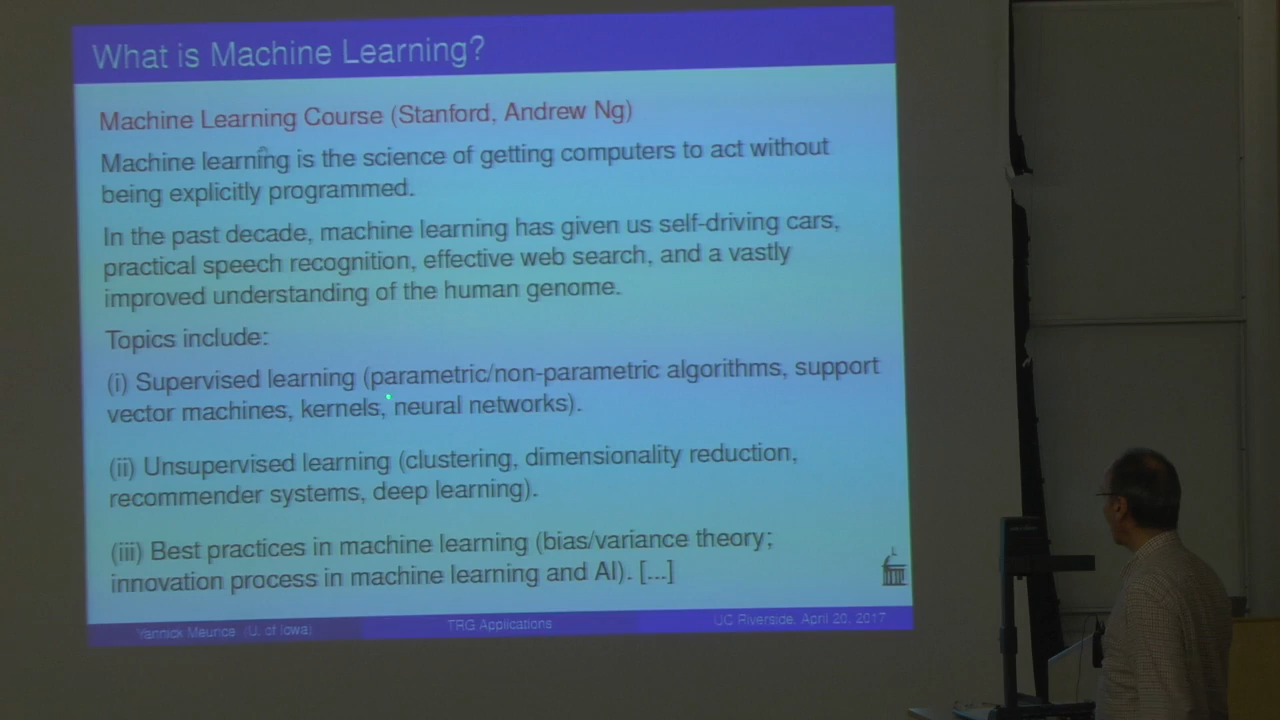 What is Machine Learning?
Machine Learning Course (Stanford, Andrew Ng)
Machine learning is the science of getting computers to act without
being explicitly programmed.
In the past decade, machine learning has given us self-driving cars,
practical speech recognition, effective web search, and a vastly
improved understanding of the human genome.
Topics include:
(i) Supervised learning (parametric/non-parametric algorithms, support
vector machines, kernels, neural networks).
(ii) Unsupervised learning (clustering, dimensionality reduction,
recommender systems, deep learning).
(iii) Best practices in machine learning (bias/variance theory;
innovation process in machine learning and AI). [...]
Yannick Meurice (U. of Iowa) TRG Applications UC Riverside, April 20, 2017